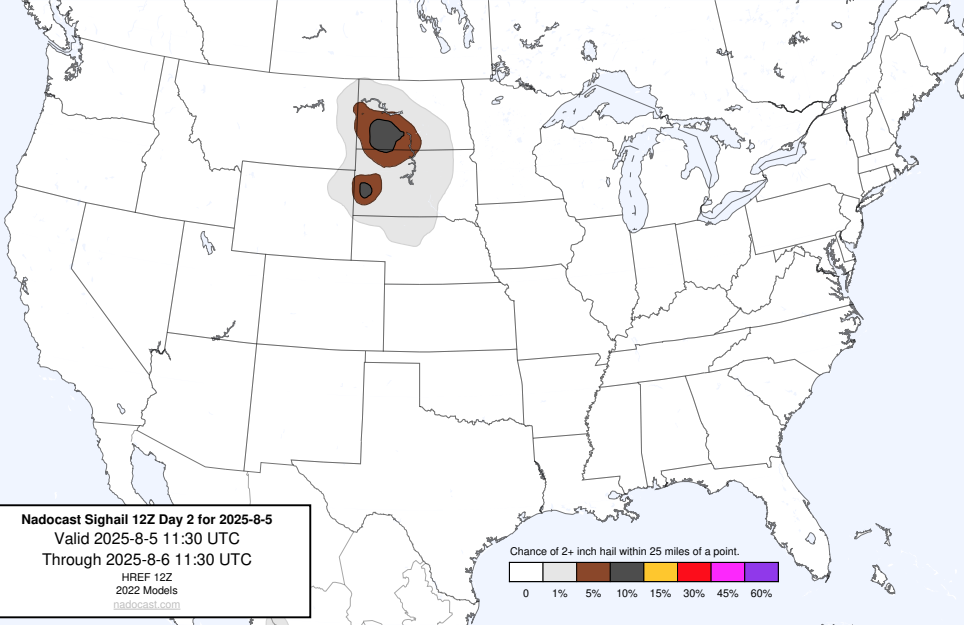 Nadocast Sighail 12Z Day 2 for 2025-8-5
Valid 2025-8-5 11:30 UTC
Through 2025-8-6 11:30 UTC
HREF 12Z
2022 Models
nadocast.com
Chance of 2+ inch hail within 25 miles of a point.
0 1% 5% 10% 15% 30% 45% 60%